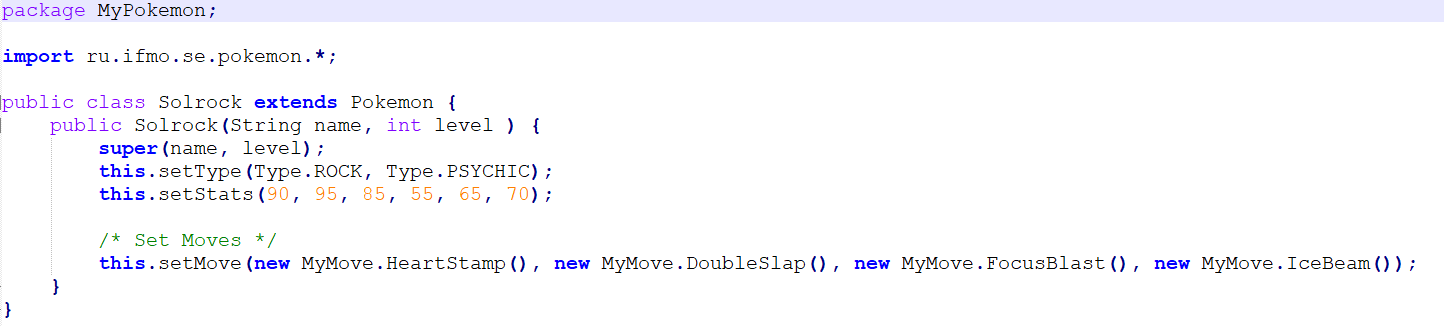 package MyPokemon;
import ru.ifmo.se.pokemon.*;
public class Solrock extends Pokemon {
public Solrock(String name, int level ) {
super(name, level);
this.setType(Type.ROCK, Type.PSYCHIC);
this.setStats(90, 95, 85, 55, 65, 70);
/* Set Moves */
this.setMove(new MyMove.HeartStamp(), new MyMove.DoubleSlap(), new MyMove.FocusBlast(), new MyMove.IceBeam());
}
}